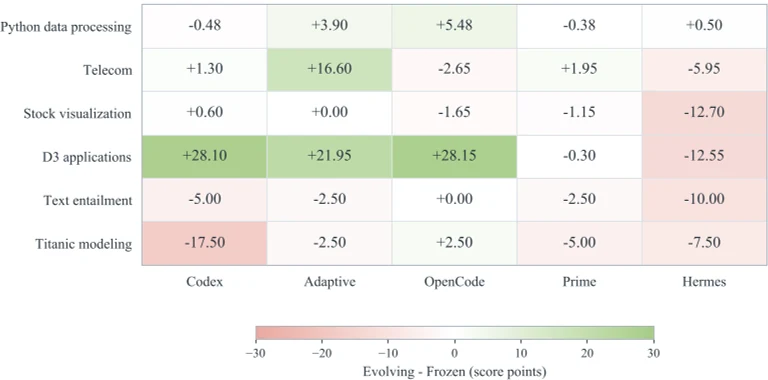 Python data processing -0.48 +3.90 +5.48 -0.38 +0.50
Telecom +1.30 +16.60 -2.65 +1.95 -5.95
Stock visualization +0.60 +0.00 -1.65 -1.15 -12.70
D3 applications +28.10 +21.95 +28.15 -0.30 -12.55
Text entailment -5.00 -2.50 +0.00 -2.50 -10.00
Titanic modeling -17.50 -2.50 +2.50 -5.00 -7.50
Codex Adaptive OpenCode Prime Hermes
−30 −20 −10 0 10 20 30
Evolving - Frozen (score points)